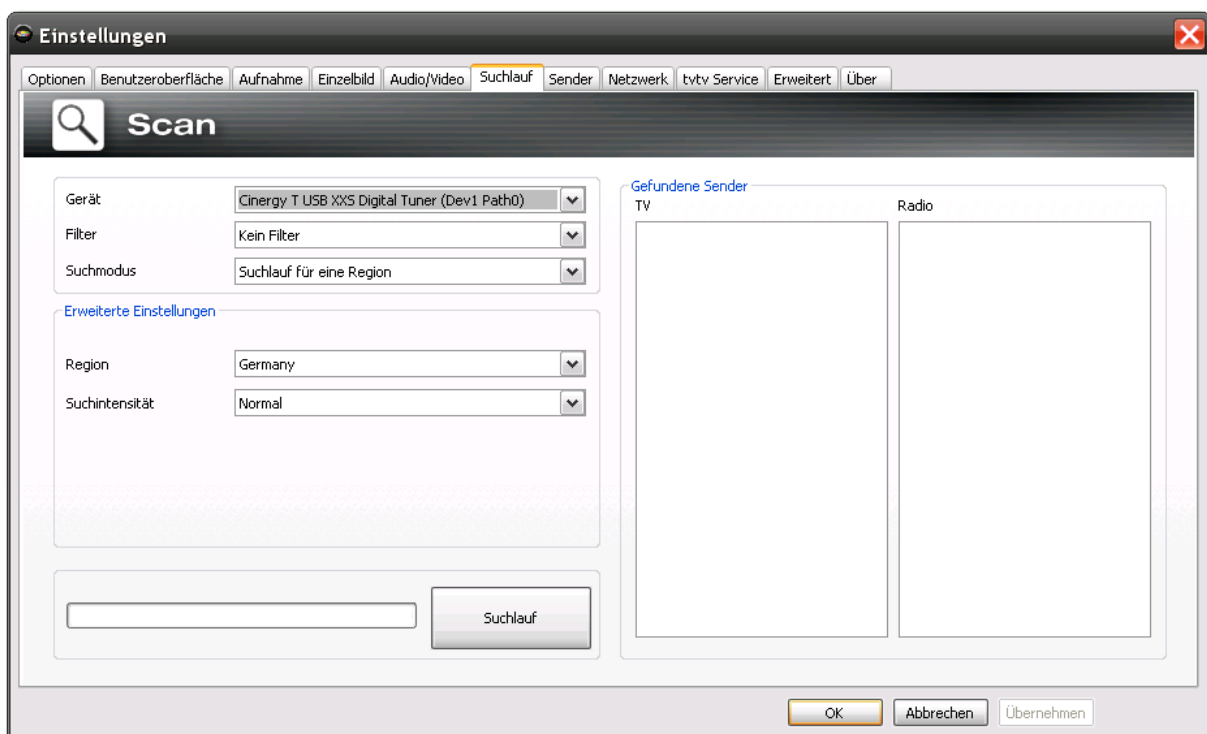 Einstellungen
Optionen Benutzeroberfläche Aufnahme Einzelbild Audio/Video Suchlauf Sender Netzwerk tvtv Service Erweitert Über
Scan
Gerät Cinergy T USB XXS Digital Tuner (Dev1 Path0)
Filter Kein Filter
Suchmodus Suchlauf für eine Region
Erweiterte Einstellungen
Region Germany
Suchintensität Normal
Suchlauf
Gefundene Sender
TV Radio
OK Abbrechen Übernehmen